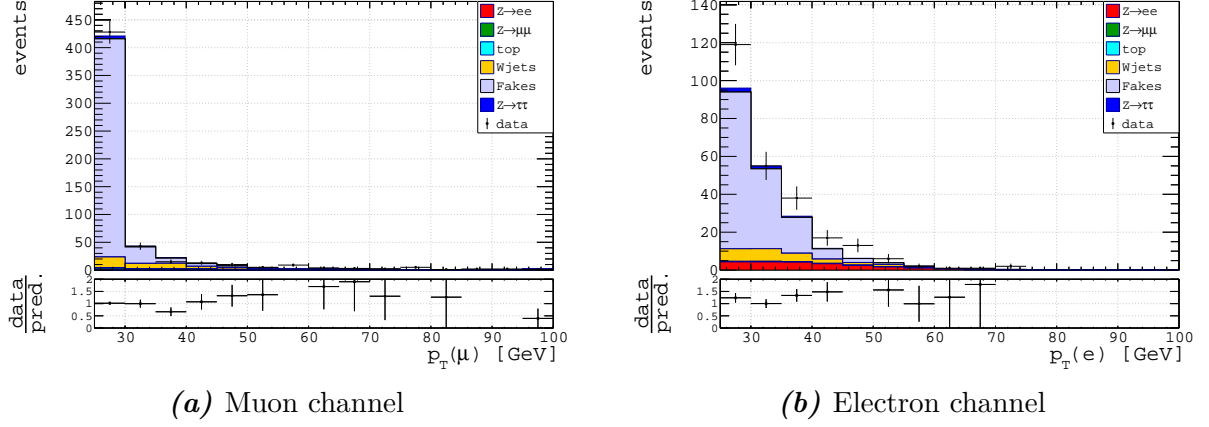 events
450
400
350
300
250
200
150
100
50
0
Z→ee
Z→μμ
top
Wjets
Fakes
Z→ττ
data
data
pred.
2
1.5
1
0.5
0
30 40 50 60 70 80 90 100
p_T(μ) [GeV]
(a) Muon channel
events
140
120
100
80
60
40
20
0
Z→ee
Z→μμ
top
Wjets
Fakes
Z→ττ
data
data
pred.
2
1.5
1
0.5
0
30 40 50 60 70 80 90 100
p_T(e) [GeV]
(b) Electron channel